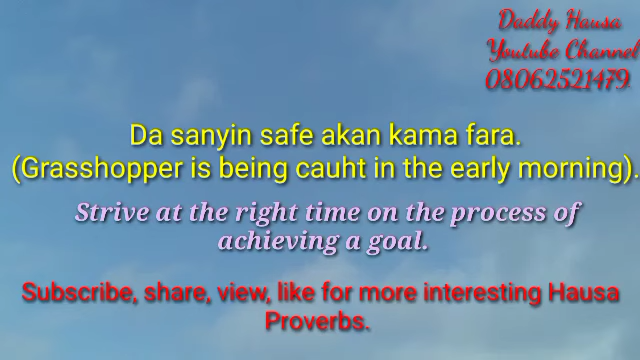 Daddy Hausa
Youtube Channel
08062521479
Da sanyin safe akan kama fara.
(Grasshopper is being cauht in the early morning).
Strive at the right time on the process of
achieving a goal.
Subscribe, share, view, like for more interesting Hausa
Proverbs.